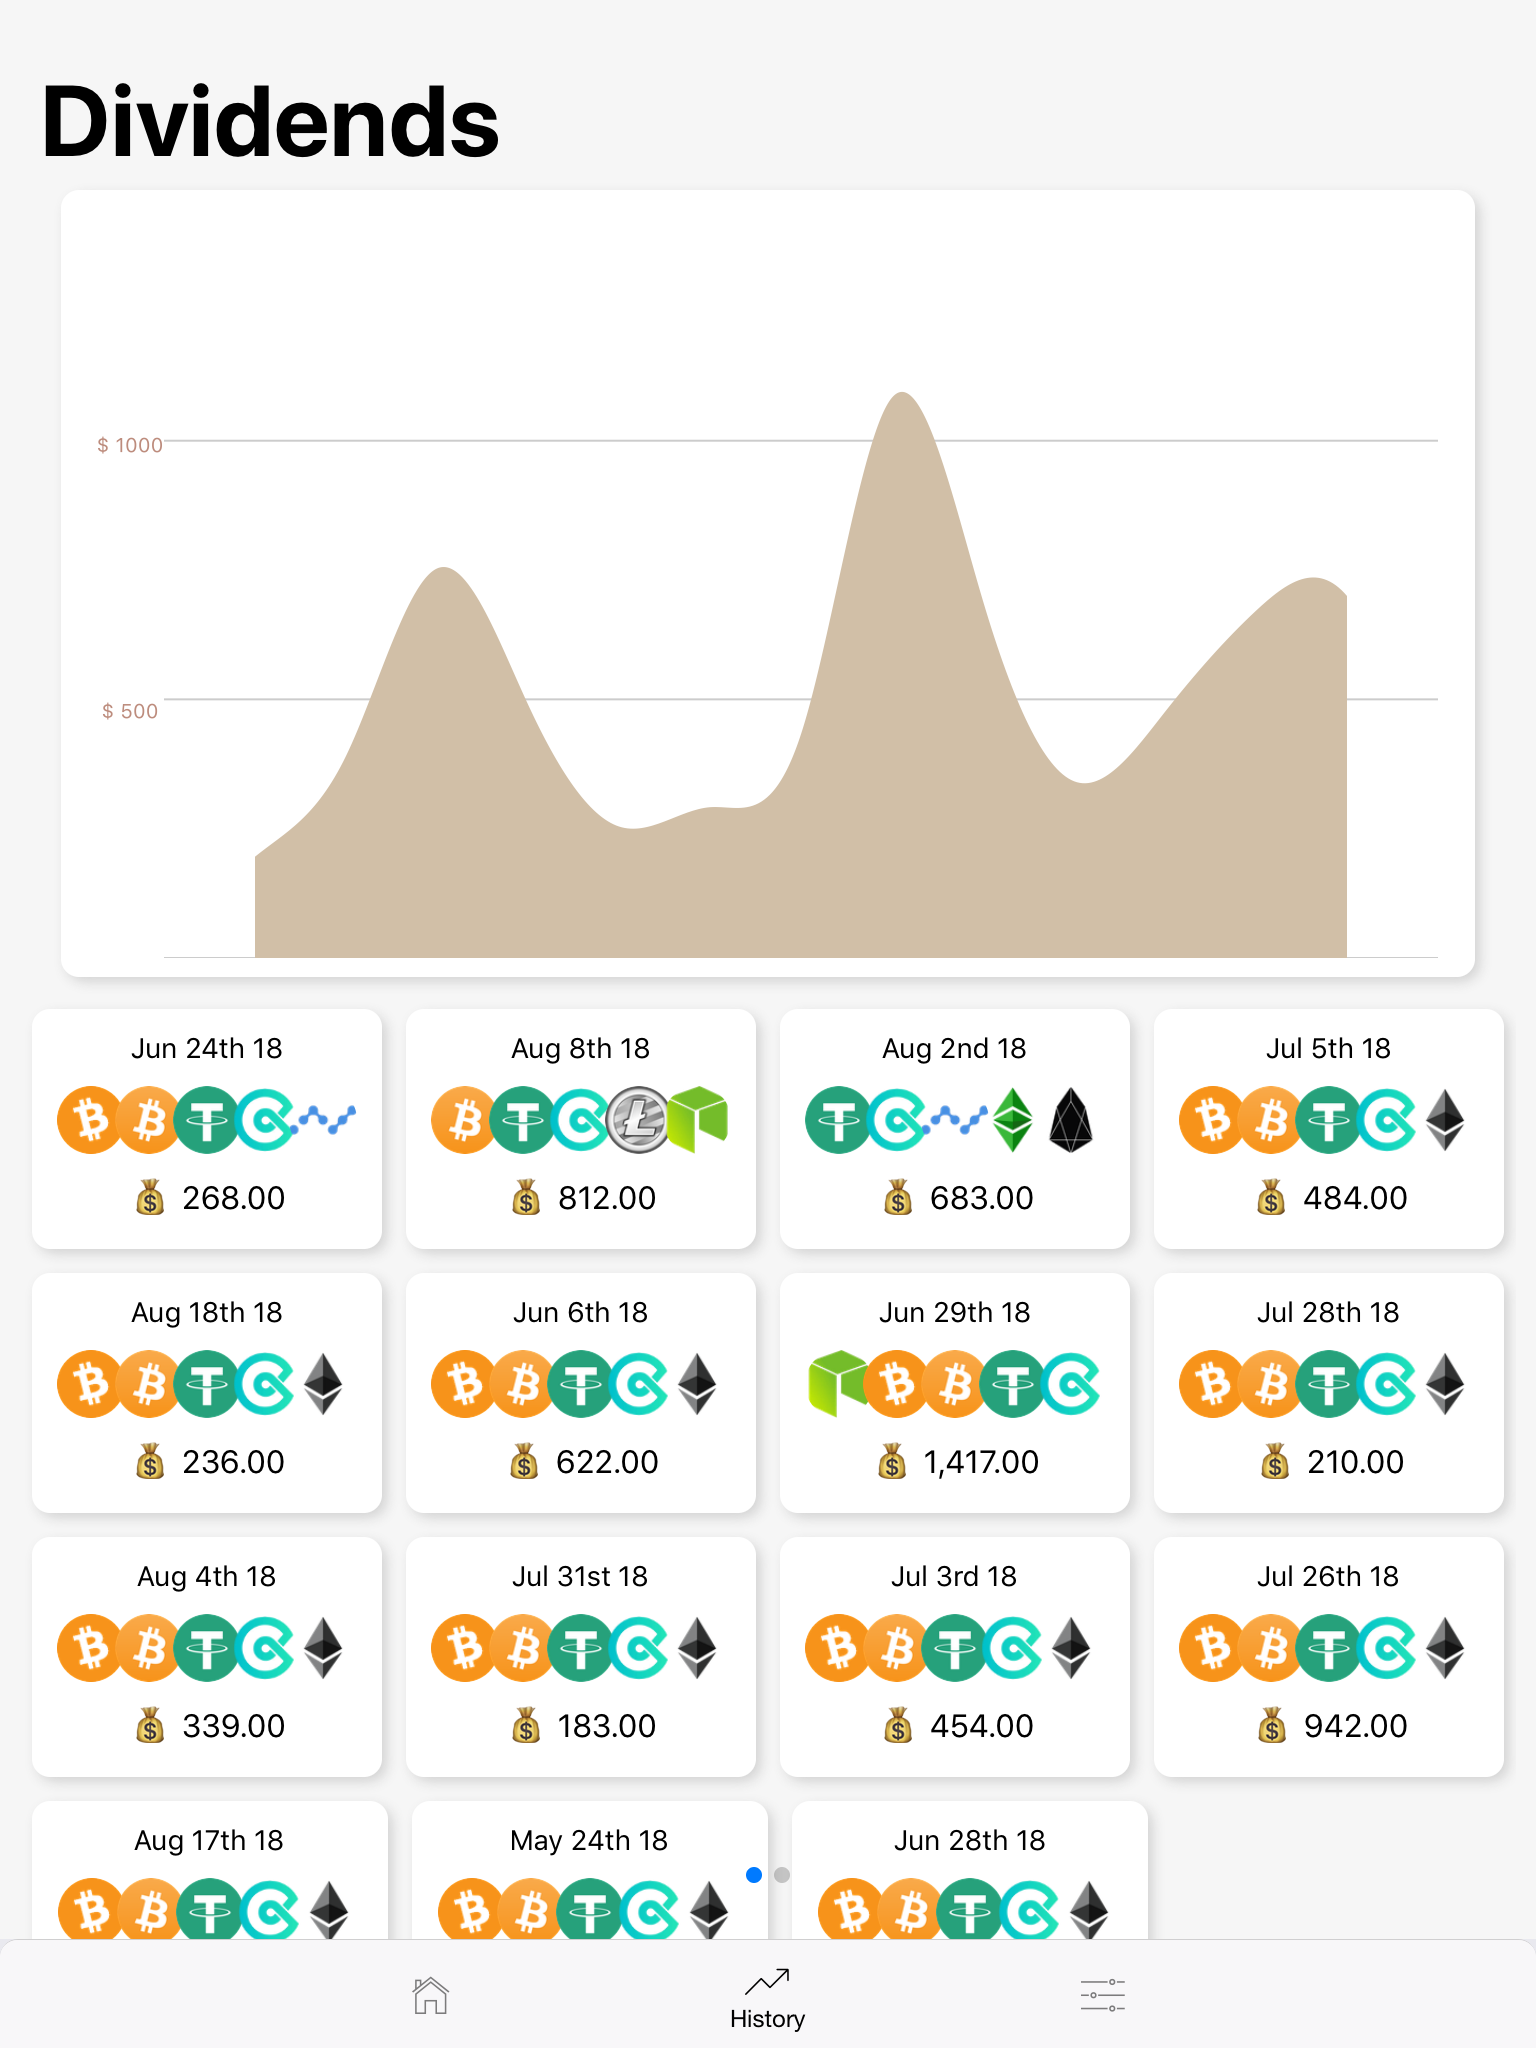 Dividends
$ 1000
$ 500
Jun 24th 18
268.00
Aug 8th 18
812.00
Aug 2nd 18
683.00
Jul 5th 18
484.00
Aug 18th 18
236.00
Jun 6th 18
622.00
Jun 29th 18
1,417.00
Jul 28th 18
210.00
Aug 4th 18
339.00
Jul 31st 18
183.00
Jul 3rd 18
454.00
Jul 26th 18
942.00
Aug 17th 18
May 24th 18
Jun 28th 18
History